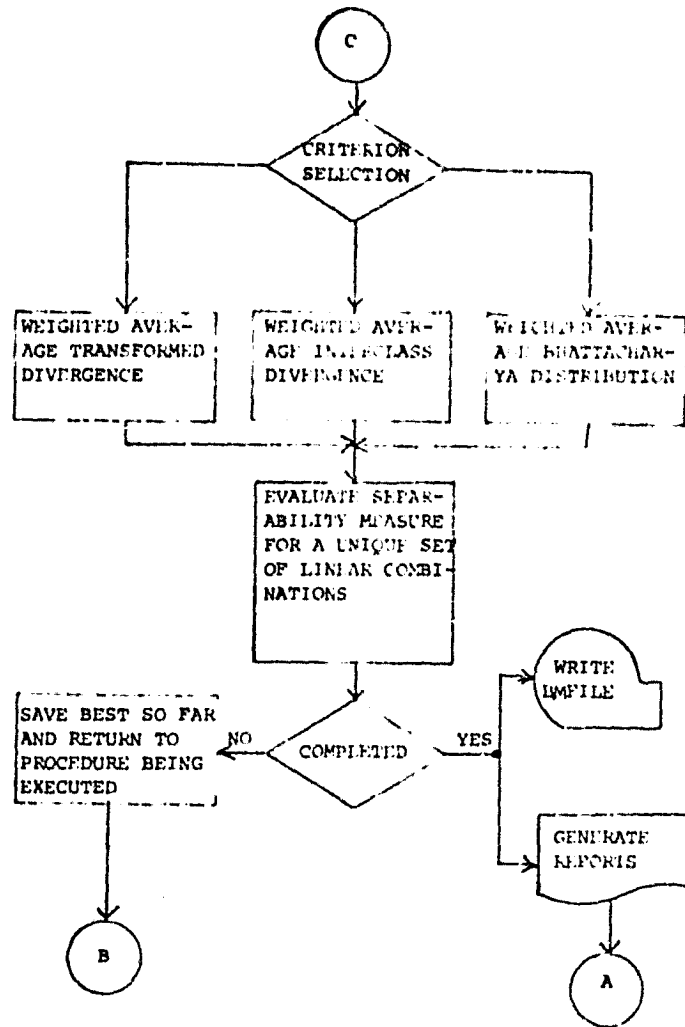 C
CRITERION
SELECTION
WEIGHTED AVER-
AGE TRANSFORMED
DIVERGENCE
WEIGHTED AVER-
AGE INTERCLASS
DIVERGENCE
WEIGHTED AVER-
AGE BHATTACHAR-
YA DISTRIBUTION
EVALUATE SEPAR-
ABILITY MEASURE
FOR A UNIQUE SET
OF LINEAR COMBI-
NATIONS
WRITE
BMFILE
SAVE BEST SO FAR
AND RETURN TO
PROCEDURE BEING
EXECUTED
NO
COMPLETED
YES
GENERATE
REPORTS
B
A